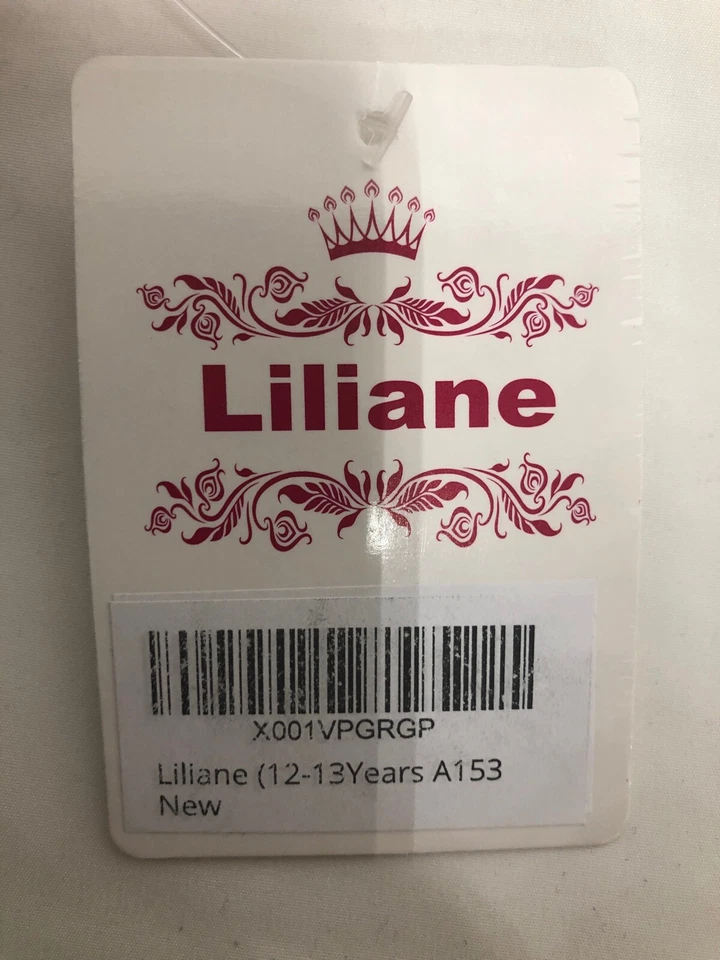 Liliane
X001VPGRGP
Liliane (12-13Years A153
New